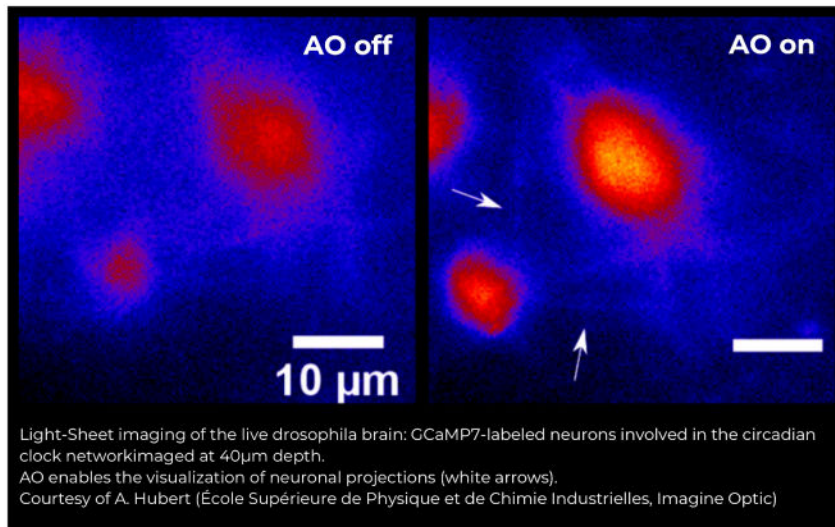 AO off
AO on
10 µm
Light-Sheet imaging of the live drosophila brain: GCaMP7-labeled neurons involved in the circadian
clock networkimaged at 40µm depth.
AO enables the visualization of neuronal projections (white arrows).
Courtesy of A. Hubert (École Supérieure de Physique et de Chimie Industrielles, Imagine Optic)